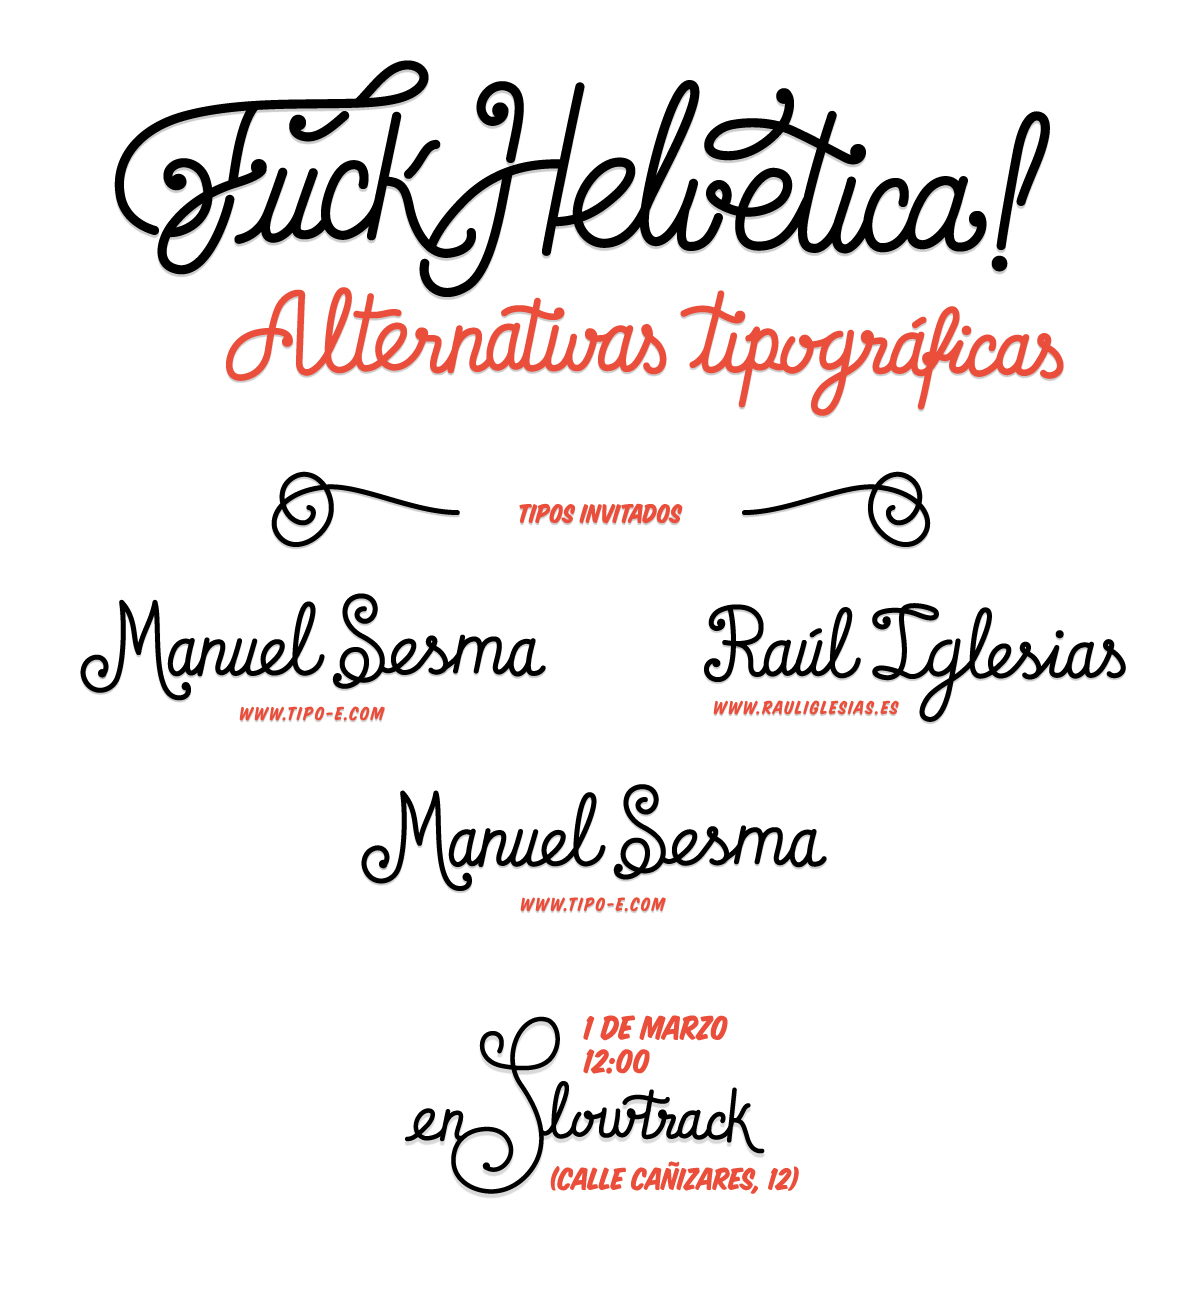 Fuck Helvetica!
Alternativas tipográficas
TIPOS INVITADOS
Manuel Sesma
WWW.TIPO-E.COM
Raúl Iglesias
WWW.RAULIGLESIAS.ES
Manuel Sesma
WWW.TIPO-E.COM
1 DE MARZO
12:00
en Slowtrack
(CALLE CAÑIZARES, 12)